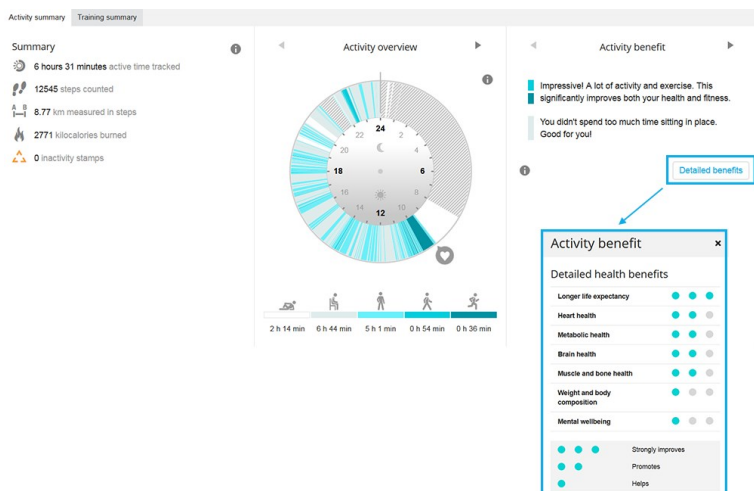 Activity summary
Training summary
Summary
6 hours 31 minutes active time tracked
12545 steps counted
A B
8.77 km measured in steps
2771 kilocalories burned
0 inactivity stamps
Activity overview
24
22
2
20
4
18
6
16
8
14
10
12
2 h 14 min
6 h 44 min
5 h 1 min
0 h 54 min
0 h 36 min
Activity benefit
Impressive! A lot of activity and exercise. This
significantly improves both your health and fitness.
You didn't spend too much time sitting in place.
Good for you!
Detailed benefits
Activity benefit
×
Detailed health benefits
Longer life expectancy
Heart health
Metabolic health
Brain health
Muscle and bone health
Weight and body
composition
Mental wellbeing
Strongly improves
Promotes
Helps